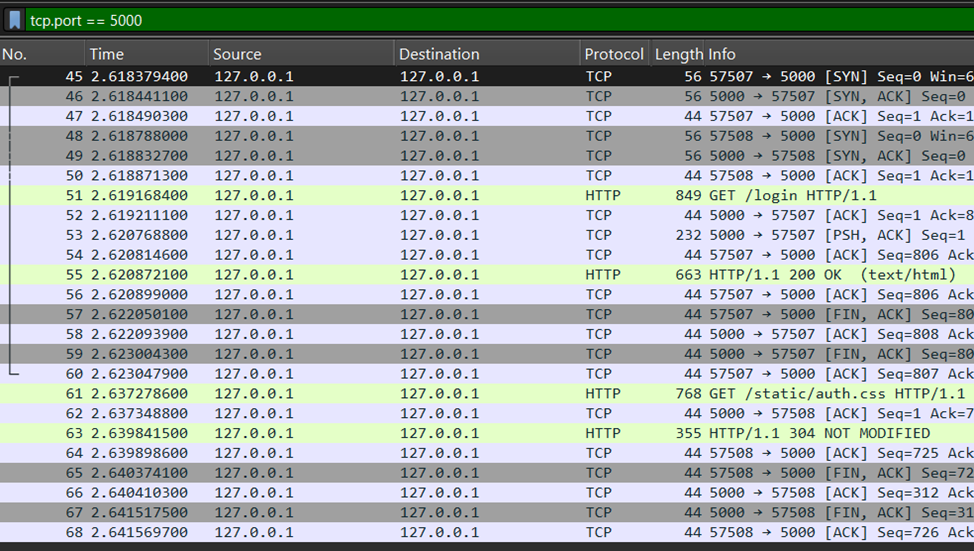 tcp.port == 5000
No. Time Source Destination Protocol Length Info
45 2.618379400 127.0.0.1 127.0.0.1 TCP 56 57507 → 5000 [SYN] Seq=0 Win=6
46 2.618441100 127.0.0.1 127.0.0.1 TCP 56 5000 → 57507 [SYN, ACK] Seq=0
47 2.618490300 127.0.0.1 127.0.0.1 TCP 44 57507 → 5000 [ACK] Seq=1 Ack=1
48 2.618788000 127.0.0.1 127.0.0.1 TCP 56 57508 → 5000 [SYN] Seq=0 Win=6
49 2.618832700 127.0.0.1 127.0.0.1 TCP 56 5000 → 57508 [SYN, ACK] Seq=0
50 2.618871300 127.0.0.1 127.0.0.1 TCP 44 57508 → 5000 [ACK] Seq=1 Ack=1
51 2.619168400 127.0.0.1 127.0.0.1 HTTP 849 GET /login HTTP/1.1
52 2.619211100 127.0.0.1 127.0.0.1 TCP 44 5000 → 57507 [ACK] Seq=1 Ack=8
53 2.620768800 127.0.0.1 127.0.0.1 TCP 232 5000 → 57507 [PSH, ACK] Seq=1
54 2.620814600 127.0.0.1 127.0.0.1 TCP 44 57507 → 5000 [ACK] Seq=806 Ack
55 2.620872100 127.0.0.1 127.0.0.1 HTTP 663 HTTP/1.1 200 OK (text/html)
56 2.620899000 127.0.0.1 127.0.0.1 TCP 44 57507 → 5000 [ACK] Seq=806 Ack
57 2.622050100 127.0.0.1 127.0.0.1 TCP 44 57507 → 5000 [FIN, ACK] Seq=80
58 2.622093900 127.0.0.1 127.0.0.1 TCP 44 5000 → 57507 [ACK] Seq=808 Ack
59 2.623004300 127.0.0.1 127.0.0.1 TCP 44 5000 → 57507 [FIN, ACK] Seq=80
60 2.623047900 127.0.0.1 127.0.0.1 TCP 44 57507 → 5000 [ACK] Seq=807 Ack
61 2.637278600 127.0.0.1 127.0.0.1 HTTP 768 GET /static/auth.css HTTP/1.1
62 2.637348800 127.0.0.1 127.0.0.1 TCP 44 5000 → 57508 [ACK] Seq=1 Ack=7
63 2.639841500 127.0.0.1 127.0.0.1 HTTP 355 HTTP/1.1 304 NOT MODIFIED
64 2.639898600 127.0.0.1 127.0.0.1 TCP 44 57508 → 5000 [ACK] Seq=725 Ack
65 2.640374100 127.0.0.1 127.0.0.1 TCP 44 57508 → 5000 [FIN, ACK] Seq=72
66 2.640410300 127.0.0.1 127.0.0.1 TCP 44 5000 → 57508 [ACK] Seq=312 Ack
67 2.641517500 127.0.0.1 127.0.0.1 TCP 44 5000 → 57508 [FIN, ACK] Seq=31
68 2.641569700 127.0.0.1 127.0.0.1 TCP 44 57508 → 5000 [ACK] Seq=726 Ack